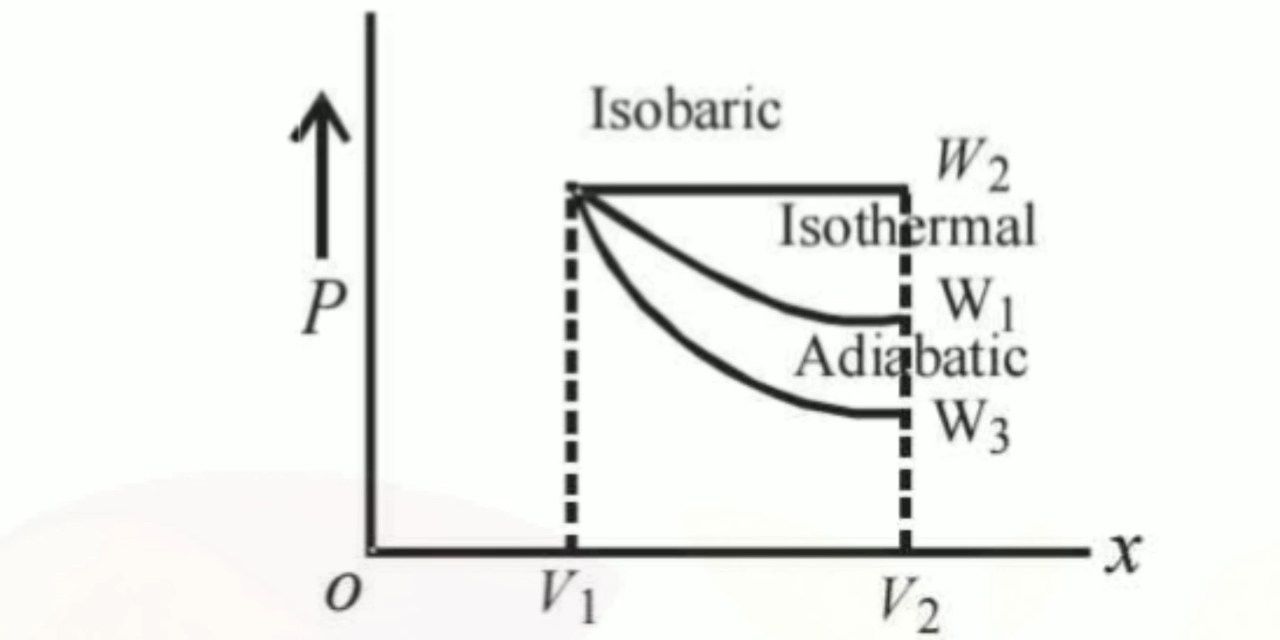 Isobaric
W2
Isothermal
P
W1
Adiabatic
W3
x
o
V1
V2